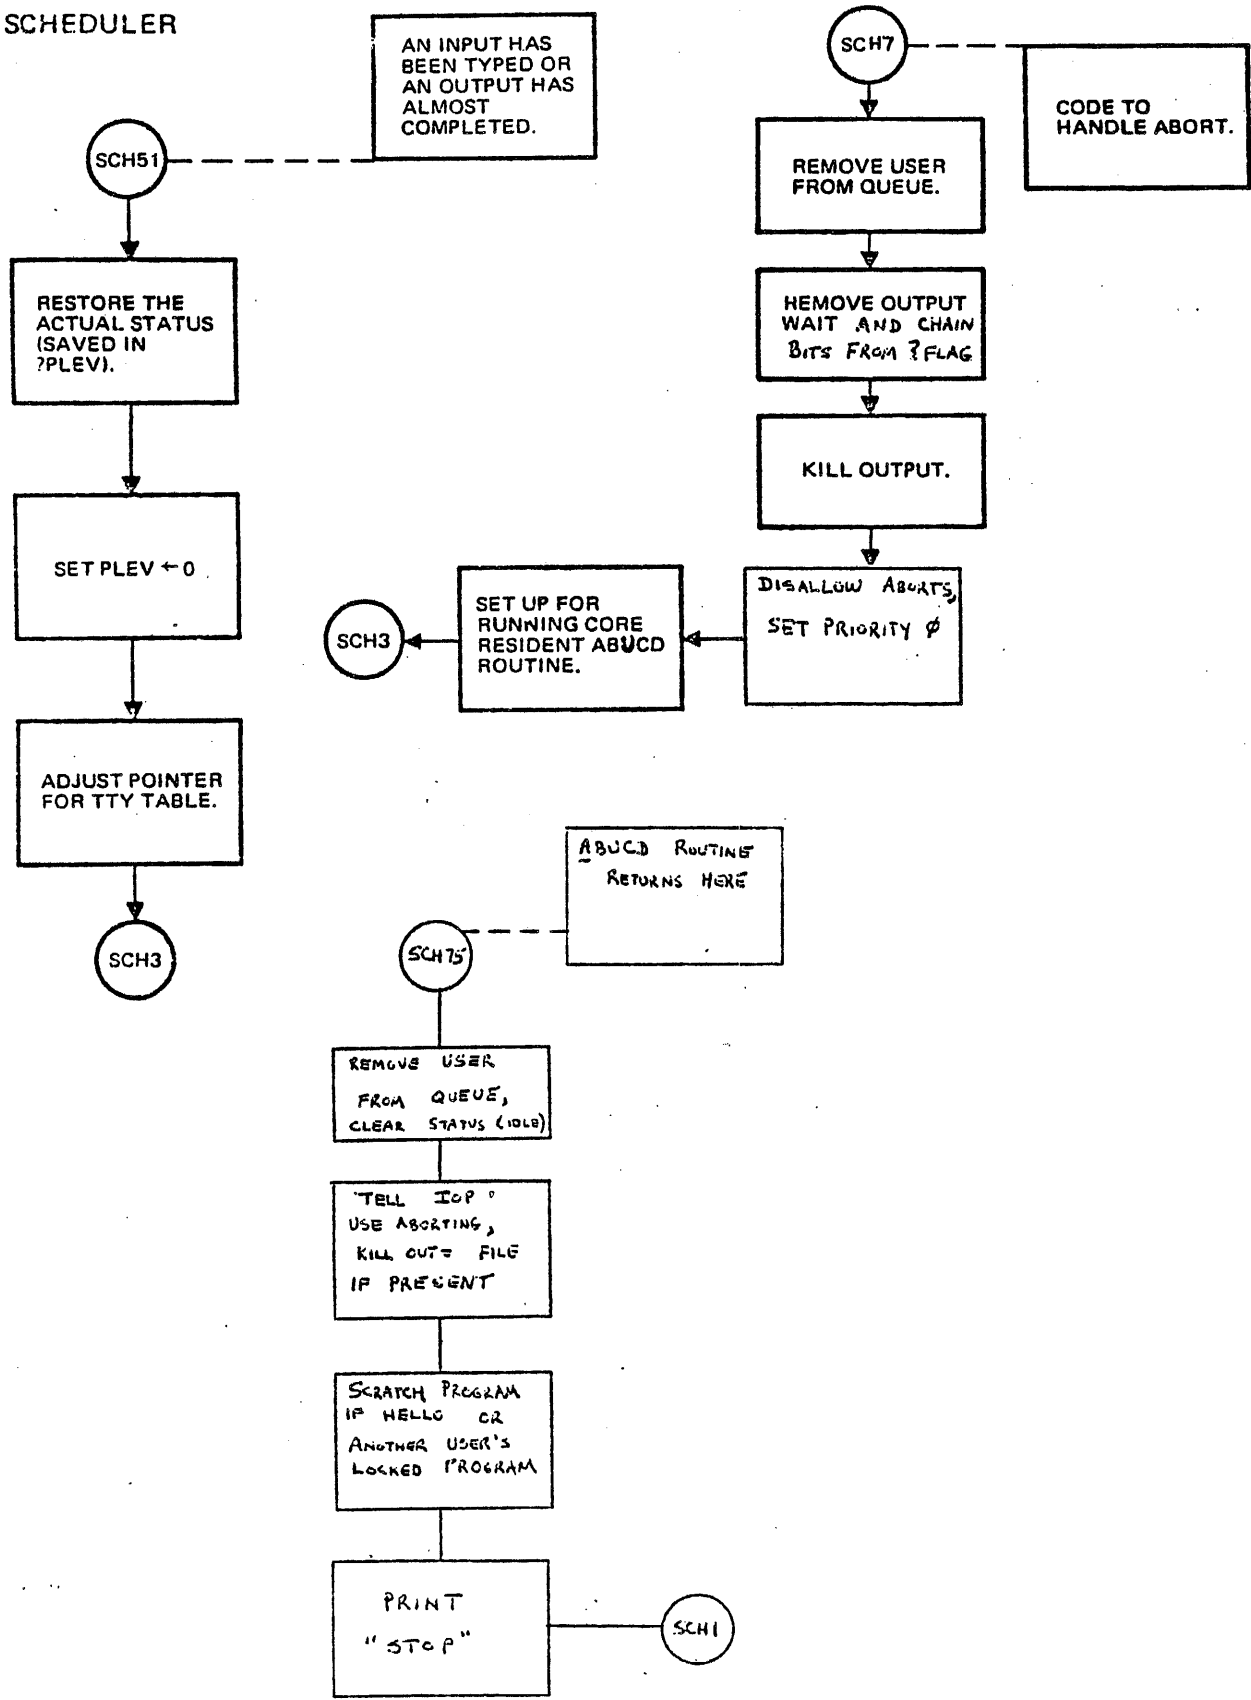 SCHEDULER
AN INPUT HAS
BEEN TYPED OR
AN OUTPUT HAS
ALMOST
COMPLETED.
SCH51
RESTORE THE
ACTUAL STATUS
(SAVED IN
?PLEV).
SET PLEV ← 0
ADJUST POINTER
FOR TTY TABLE.
SCH3
SCH7
CODE TO
HANDLE ABORT.
REMOVE USER
FROM QUEUE.
HEMOVE OUTPUT
WAIT AND CHAIN
BITS FROM ?FLAG
KILL OUTPUT.
DISALLOW ABORTS,
SET PRIORITY Ø
SET UP FOR
RUNNING CORE
RESIDENT ABUCD
ROUTINE.
SCH3
ABUCD ROUTINE
RETURNS HERE
SCH75
REMOVE USER
FROM QUEUE,
CLEAR STATUS (IDLE)
TELL IOP
USE ABORTING,
KILL OUT= FILE
IF PRESENT
SCRATCH PROGRAM
IF HELLO OR
ANOTHER USER'S
LOCKED PROGRAM
PRINT
"STOP"
SCH1